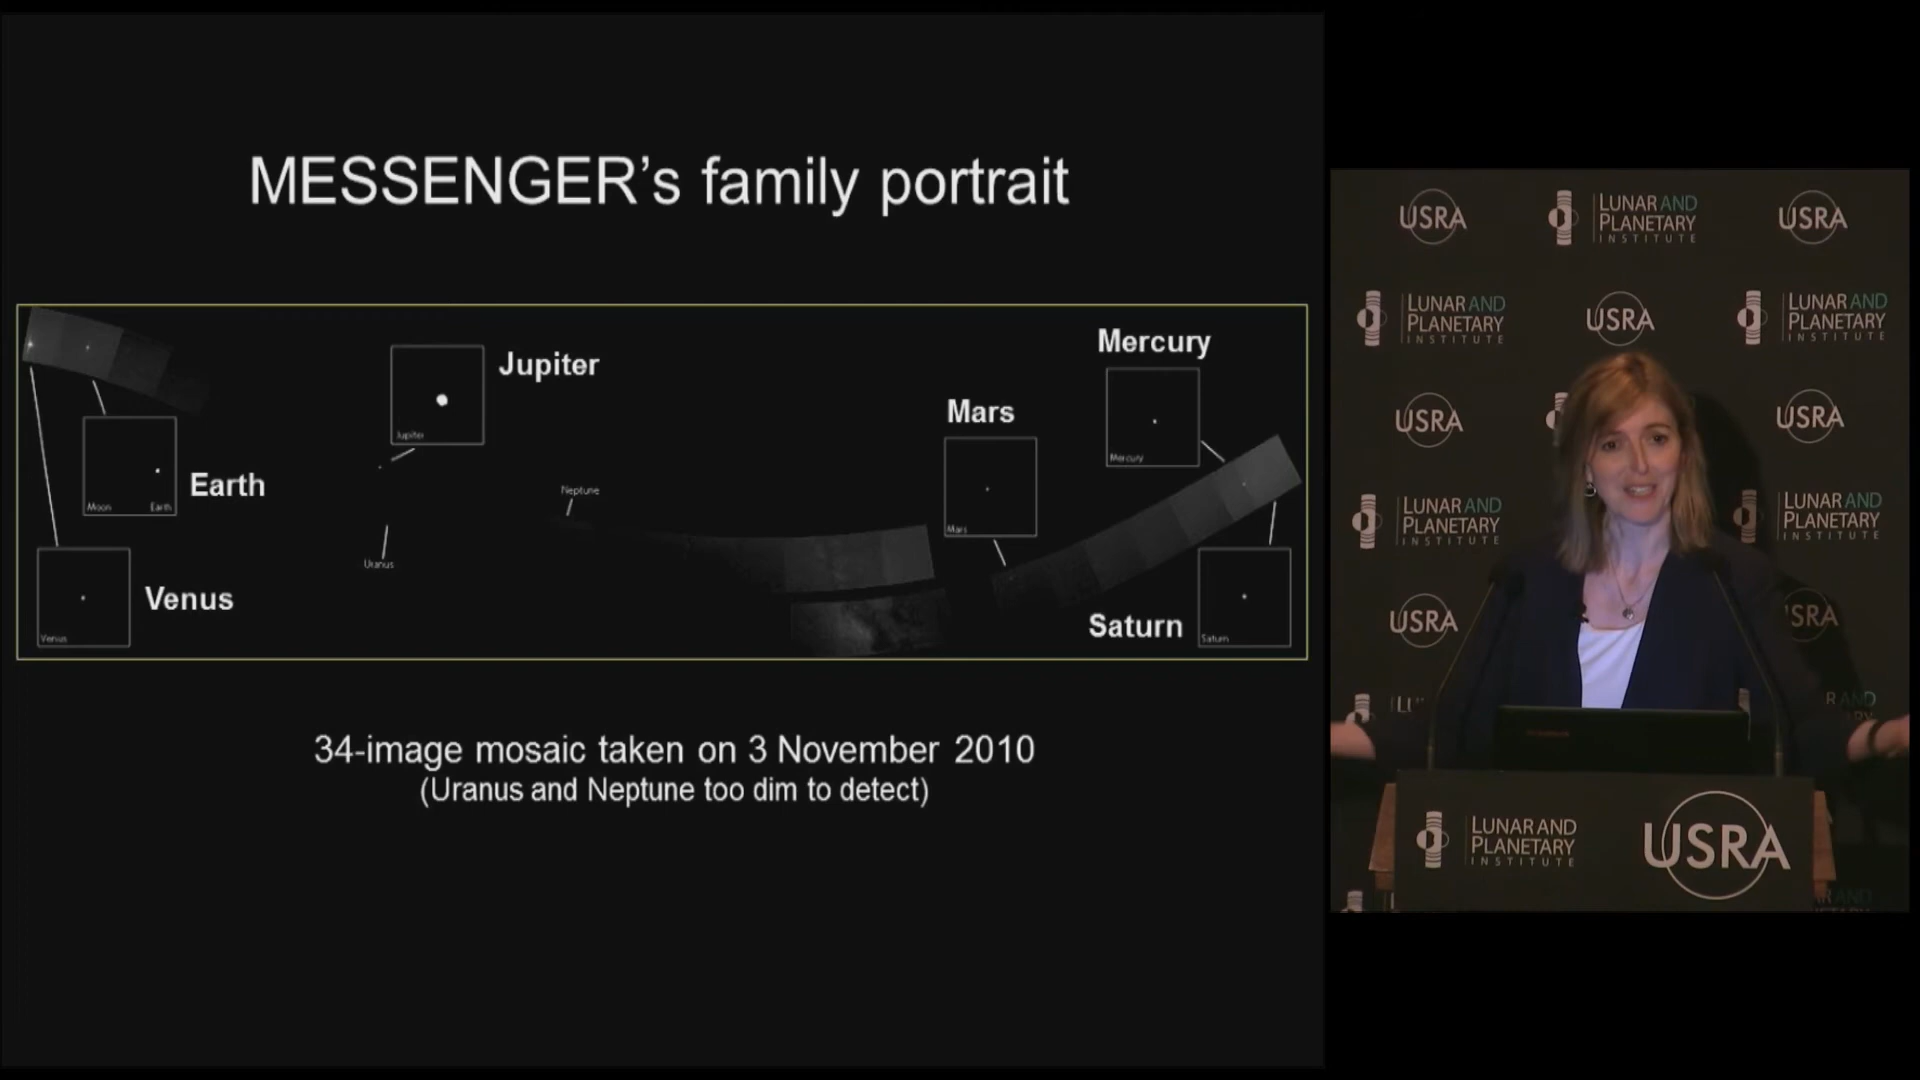 MESSENGER's family portrait
Mercury
Jupiter
Mars
Jupiter
Mercury
Earth
Neptune
Moon Earth
Mars
Uranus
Venus
Saturn
Venus
Saturn
34-image mosaic taken on 3 November 2010
(Uranus and Neptune too dim to detect)
USRA
LUNAR AND
PLANETARY
INSTITUTE
USRA
LUNAR AND
PLANETARY
INSTITUTE
USRA
LUNAR AND
PLANETARY
INSTITUTE
USRA
USRA
LUNAR AND
PLANETARY
INSTITUTE
LUNAR AND
PLANETARY
INSTITUTE
USRA
USRA
R AND
LUNAR AND
PLANETARY
INSTITUTE
USRA